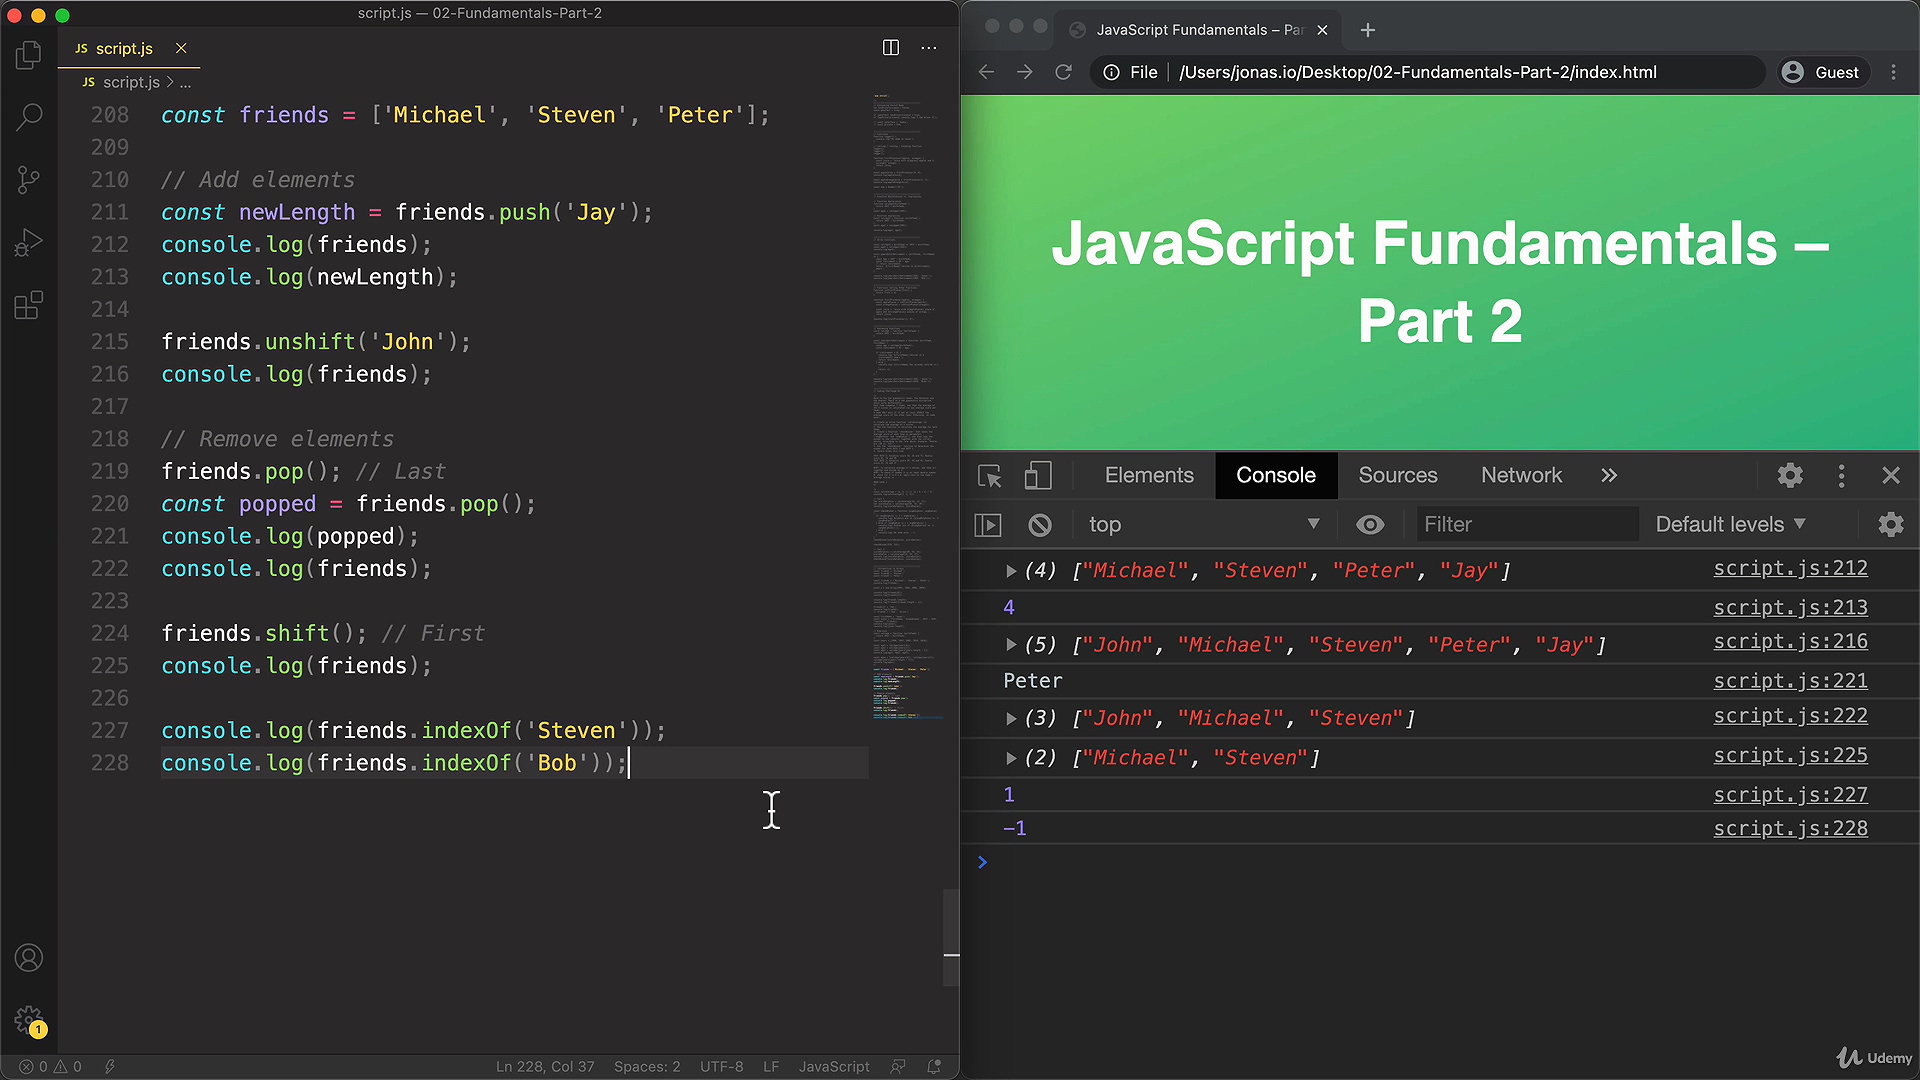 script.js — 02-Fundamentals-Part-2
JS script.js
JS script.js > ...
208 const friends = ['Michael', 'Steven', 'Peter'];
209
210 // Add elements
211 const newLength = friends.push('Jay');
212 console.log(friends);
213 console.log(newLength);
214
215 friends.unshift('John');
216 console.log(friends);
217
218 // Remove elements
219 friends.pop(); // Last
220 const popped = friends.pop();
221 console.log(popped);
222 console.log(friends);
223
224 friends.shift(); // First
225 console.log(friends);
226
227 console.log(friends.indexOf('Steven'));
228 console.log(friends.indexOf('Bob'));
1
0 0 Ln 228, Col 37 Spaces: 2 UTF-8 LF JavaScript
JavaScript Fundamentals – Par
File /Users/jonas.io/Desktop/02-Fundamentals-Part-2/index.html Guest
JavaScript Fundamentals –
Part 2
Elements Console Sources Network »
top Filter Default levels
(4) ["Michael", "Steven", "Peter", "Jay"] script.js:212
4 script.js:213
(5) ["John", "Michael", "Steven", "Peter", "Jay"] script.js:216
Peter script.js:221
(3) ["John", "Michael", "Steven"] script.js:222
(2) ["Michael", "Steven"] script.js:225
1 script.js:227
-1 script.js:228
>
Udemy